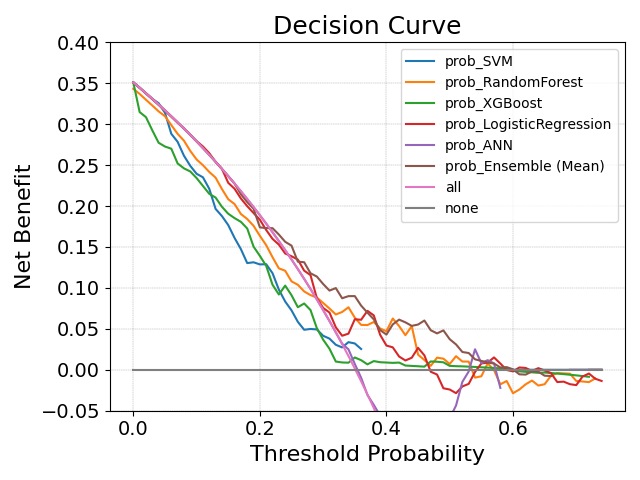 Decision Curve
0.40
0.35
0.30
0.25
0.20
0.15
0.10
0.05
0.00
−0.05
Net Benefit
prob_SVM
prob_RandomForest
prob_XGBoost
prob_LogisticRegression
prob_ANN
prob_Ensemble (Mean)
all
none
0.0 0.2 0.4 0.6
Threshold Probability